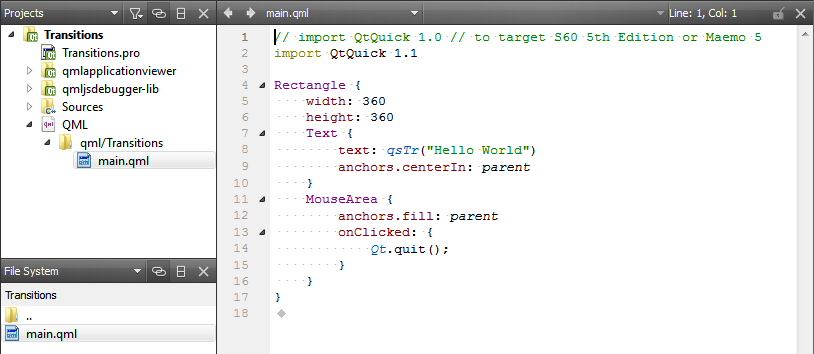 Projects
main.qml
Line: 1, Col: 1
Transitions
Transitions.pro
qmlapplicationviewer
qmljsdebugger-lib
Sources
QML
qml/Transitions
main.qml
File System
Transitions
..
main.qml
1 // import QtQuick 1.0 // to target S60 5th Edition or Maemo 5
2 import QtQuick 1.1
3
4 Rectangle {
5     width: 360
6     height: 360
7     Text {
8         text: qsTr("Hello World")
9         anchors.centerIn: parent
10     }
11     MouseArea {
12         anchors.fill: parent
13         onClicked: {
14             Qt.quit();
15         }
16     }
17 }
18